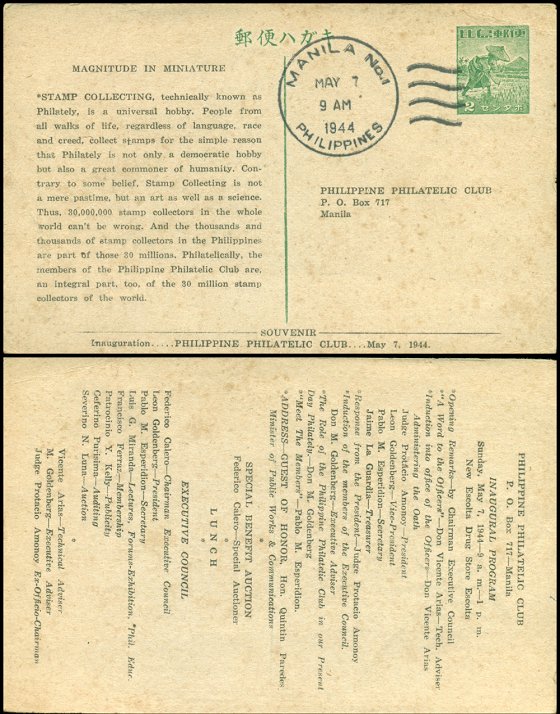 郵便ハガキ
MANILA No. 1
MAY 7
9 AM
1944
PHILIPPINES
2 センタボ
MAGNITUDE IN MINIATURE
*STAMP COLLECTING, technically known as
Philately, is a universal hobby. People from
all walks of life, regardless of language, race
and creed, collect stamps for the simple reason
that Philately is not only a democratic hobby
but also a great commoner of humanity. Con-
trary to some belief, Stamp Collecting is not
a mere pastime, but an art as well as a science.
Thus, 30,000,000 stamp collectors in the whole
world can't be wrong. And the thousands and
thousands of stamp collectors in the Philippines
are part of those 30 millions. Philatelically, the
members of the Philippine Philatelic Club are,
an integral part, too, of the 30 million stamp
collectors of the world.
PHILIPPINE PHILATELIC CLUB
P. O. Box 717
Manila
SOUVENIR
Inauguration.....PHILIPPINE PHILATELIC CLUB....May 7, 1944.
PHILIPPINE PHILATELIC CLUB
P. O. Box 717—Manila
INAUGURAL PROGRAM
Sunday, May 7, 1944—9 a. m.—1 p. m.
New Escolta Drug Store Escolta
*Opening Remarks—by Chairman Executive Council
*"A Word to the Officers"—Don Vicente Arias—Tech. Adviser
*Induction into office of the Officers—Don Vicente Arias
Administering the Oath
Judge Protacio Amonoy—President
Leon Goldenberg—Vice-President
Pablo M. Esperidion—Secretary
Jaime La Guardia—Treasurer
*Response from the President—Judge Protacio Amonoy
*Induction of the members of the Executive Council,
Don M. Goldenberg—Executive Adviser
*"The Role of the Philippine Philatelic Club in our Present
Day Philately—Don M. Goldenberg
*"Meet The Members"—Pablo M. Esperidion.
*ADDRESS—GUEST OF HONOR, Hon. Quintin Paredes
Minister of Public Works & Communications
SPECIAL BENEFIT AUCTION
Federico Calero—Special Auctioner
* LUNCH *
EXECUTIVE COUNCIL
Federico Calero—Chairman Executive Council
Leon Goldenberg—President
Pablo M. Esperidion—Secretary
Luis G. Miranda—Lectures, Forums-Exhibition, *Phil. Educ.
Francisco Ferraz—Membership
Patrocinio Y. Kelly—Publicity
Ceferino Purisima—Auditing
Severino N. Luna—Auction
*
Vicente Arias—Technical Adviser
M. Goldenberg—Executive Adviser
Judge Protacio Amonoy Ex-Officio-Chairman